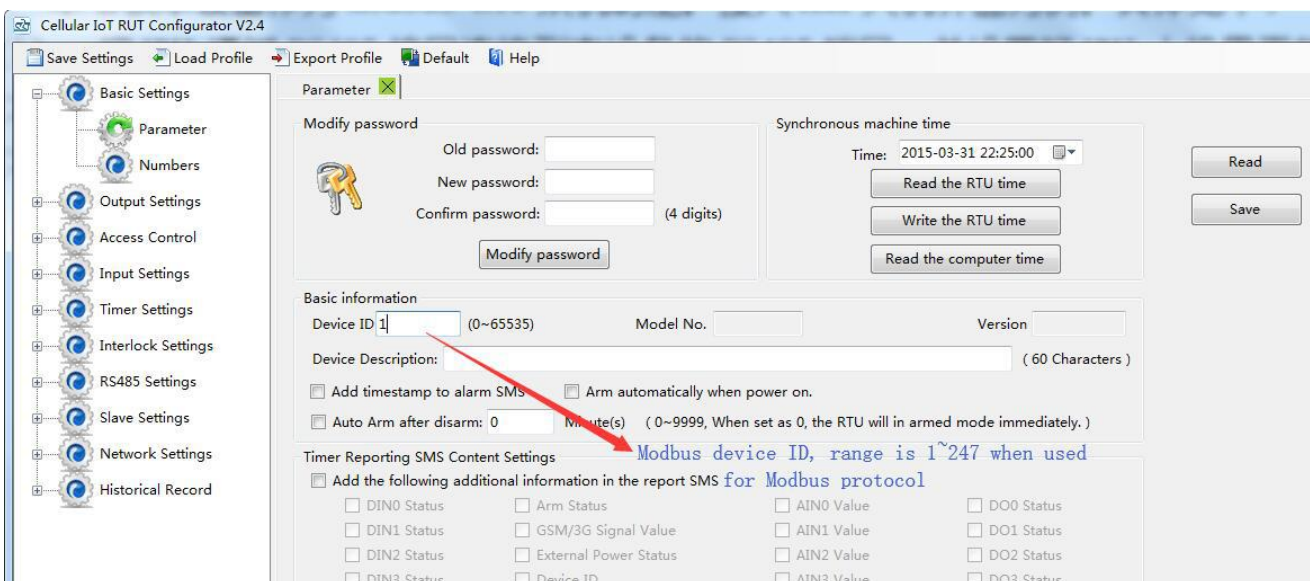 Cellular IoT RUT Configurator V2.4
Save Settings Load Profile Export Profile Default Help
Basic Settings
Parameter
Numbers
Output Settings
Access Control
Input Settings
Timer Settings
Interlock Settings
RS485 Settings
Slave Settings
Network Settings
Historical Record
Parameter
Modify password
Old password:
New password:
Confirm password: (4 digits)
Modify password
Synchronous machine time
Time: 2015-03-31 22:25:00
Read the RTU time
Write the RTU time
Read the computer time
Read
Save
Basic information
Device ID 1 (0~65535) Model No. Version
Device Description: ( 60 Characters )
Add timestamp to alarm SMS Arm automatically when power on.
Auto Arm after disarm: 0 Minute(s) ( 0~9999, When set as 0, the RTU will in armed mode immediately. )
Modbus device ID, range is 1~247 when used
for Modbus protocol
Timer Reporting SMS Content Settings
Add the following additional information in the report SMS
DIN0 Status Arm Status AIN0 Value DO0 Status
DIN1 Status GSM/3G Signal Value AIN1 Value DO1 Status
DIN2 Status External Power Status AIN2 Value DO2 Status
DIN3 Status Device ID AIN3 Value DO3 Status